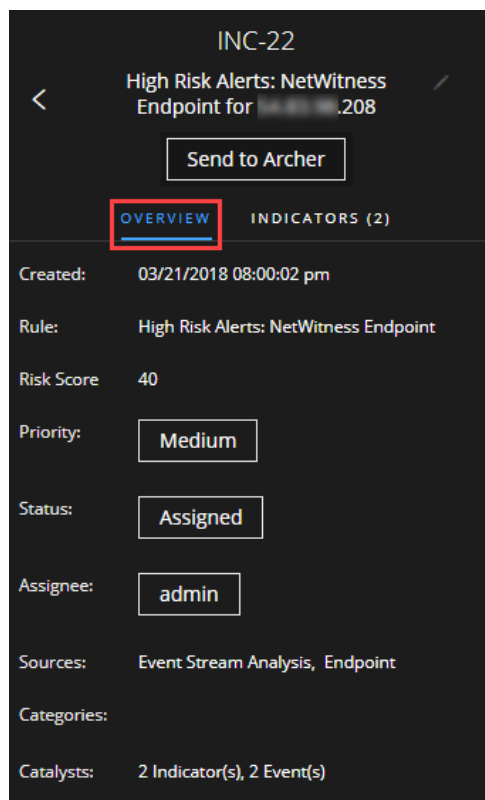 INC-22
High Risk Alerts: NetWitness
Endpoint for .208
Send to Archer
OVERVIEW INDICATORS (2)
Created: 03/21/2018 08:00:02 pm
Rule: High Risk Alerts: NetWitness Endpoint
Risk Score 40
Priority: Medium
Status: Assigned
Assignee: admin
Sources: Event Stream Analysis, Endpoint
Categories:
Catalysts: 2 Indicator(s), 2 Event(s)